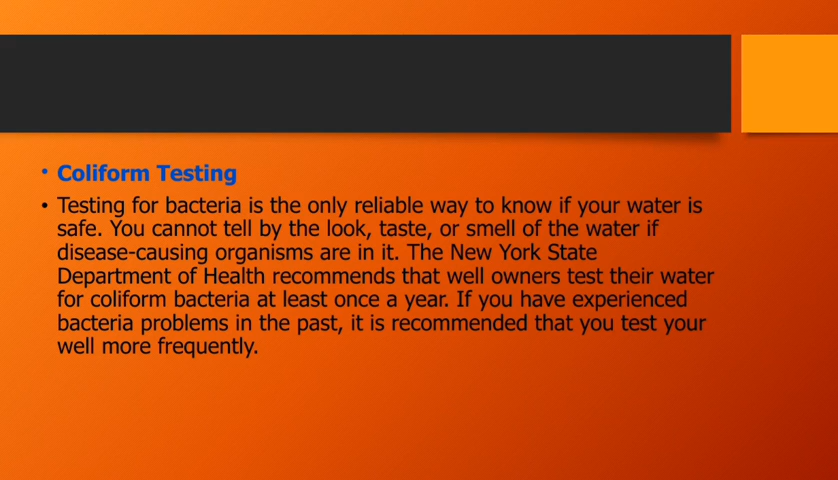 • Coliform Testing
• Testing for bacteria is the only reliable way to know if your water is
safe. You cannot tell by the look, taste, or smell of the water if
disease-causing organisms are in it. The New York State
Department of Health recommends that well owners test their water
for coliform bacteria at least once a year. If you have experienced
bacteria problems in the past, it is recommended that you test your
well more frequently.